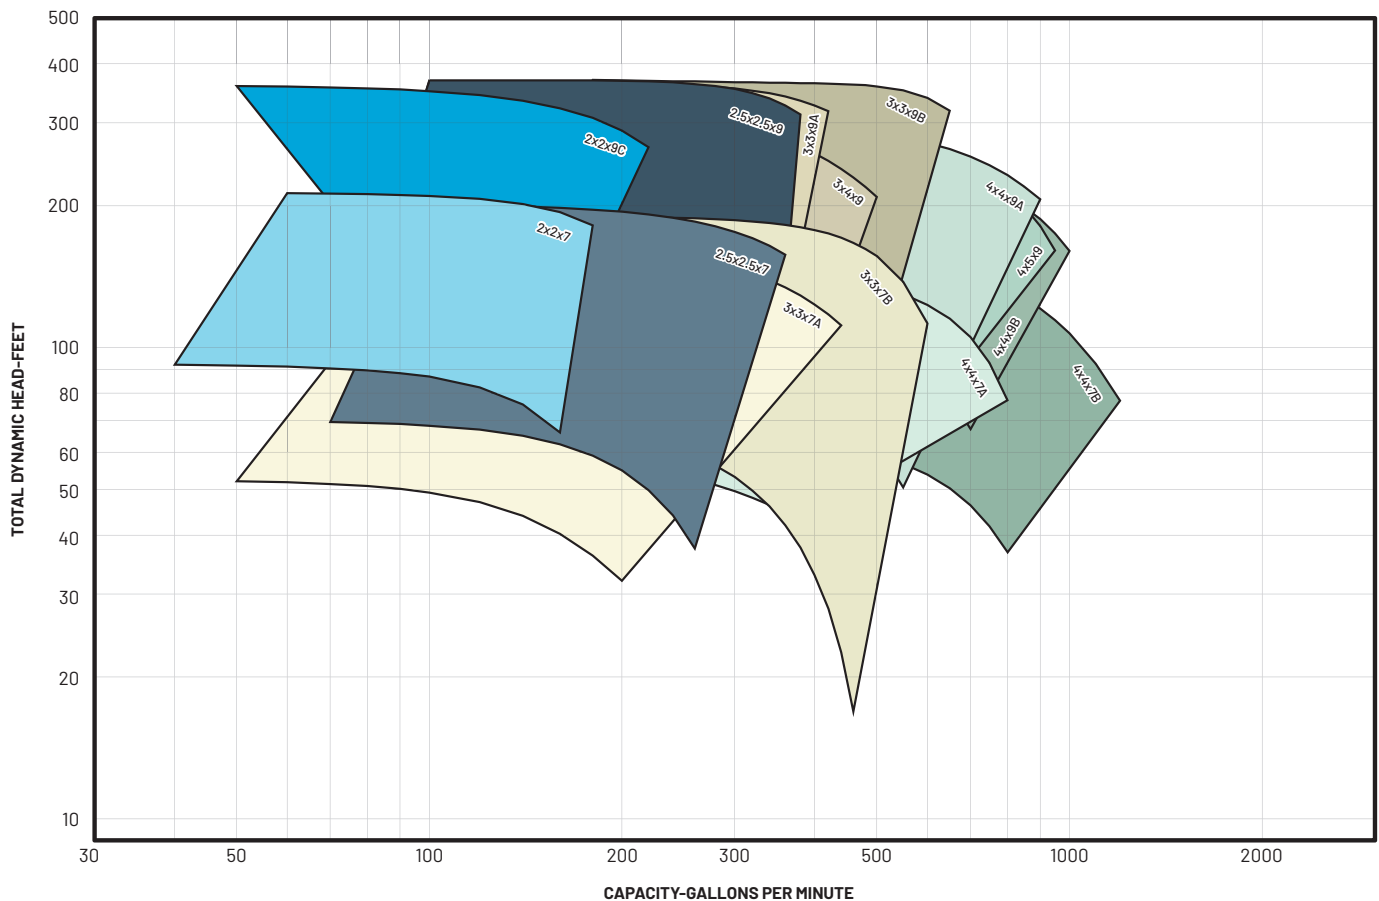 500
400
300
200
100
80
60
50
40
30
20
10
TOTAL DYNAMIC HEAD-FEET
2x2x9C
2.5x2.5x9
3x3x9A
3x3x9B
3x4x9
4x4x9A
2x2x7
2.5x2.5x7
3x3x7A
3x3x7B
4x5x9
4x4x9B
4x4x7A
4x4x7B
30
50
100
200
300
500
1000
2000
CAPACITY-GALLONS PER MINUTE